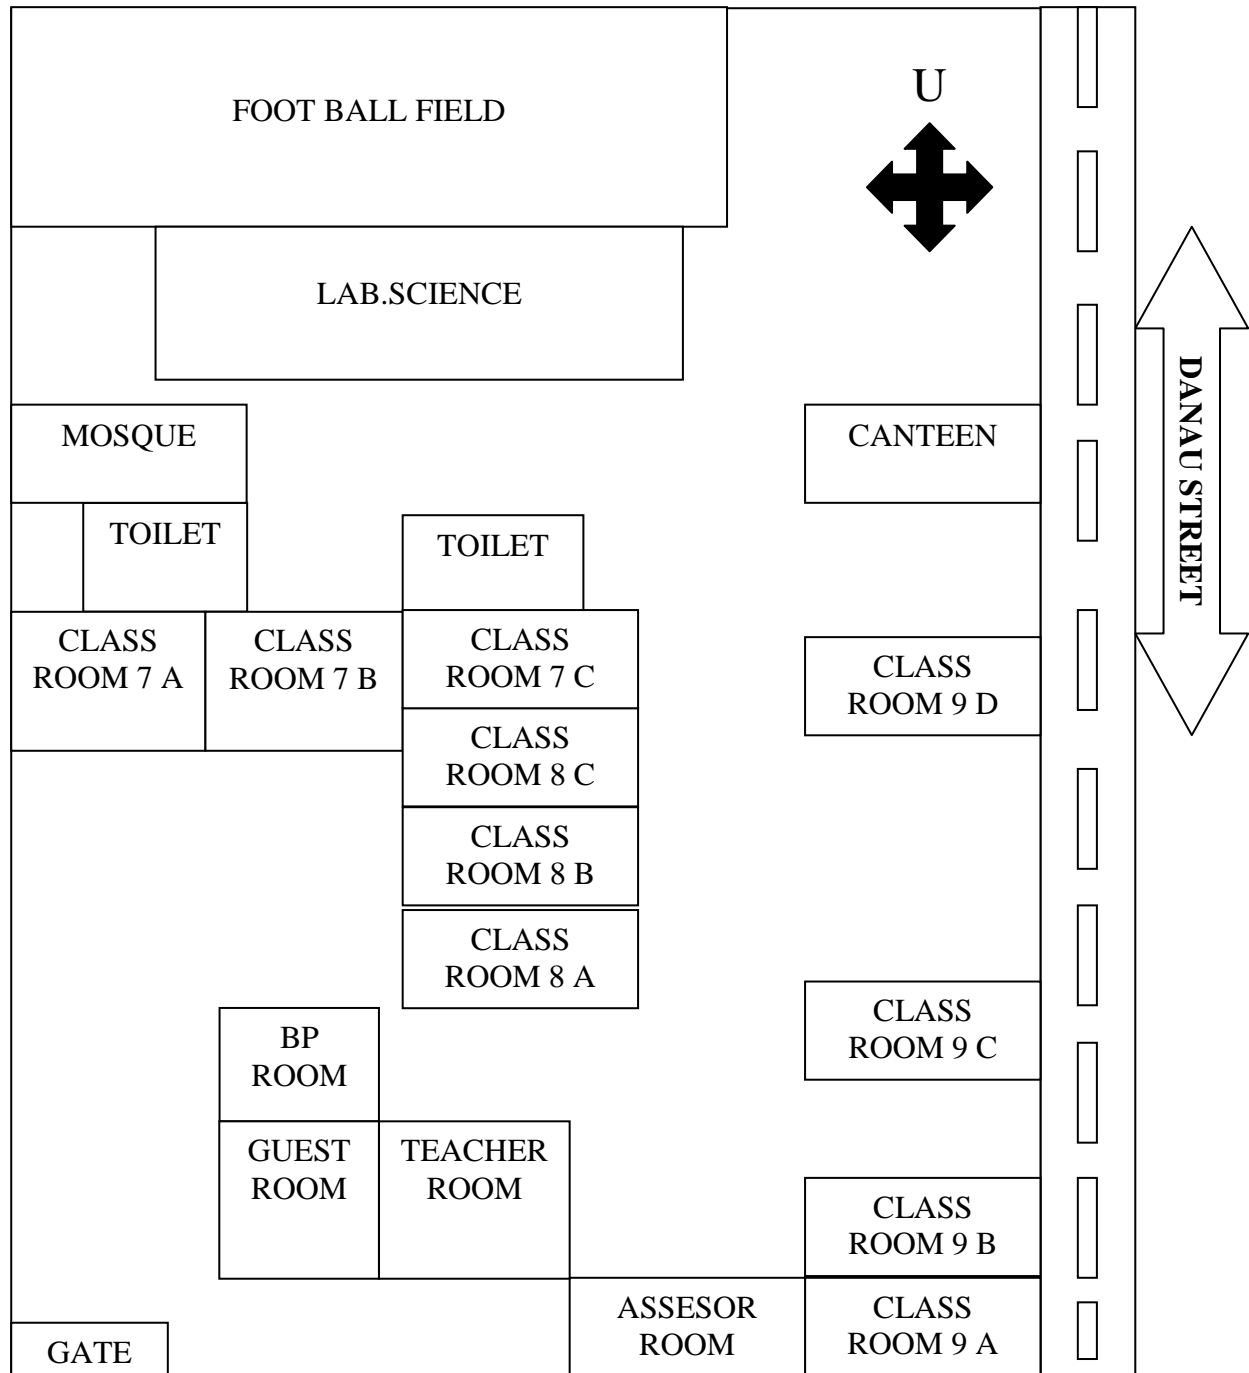 FOOT BALL FIELD
U
LAB.SCIENCE
MOSQUE
CANTEEN
DANAU STREET
TOILET
TOILET
CLASS
ROOM 7 A
CLASS
ROOM 7 B
CLASS
ROOM 7 C
CLASS
ROOM 9 D
CLASS
ROOM 8 C
CLASS
ROOM 8 B
CLASS
ROOM 8 A
CLASS
ROOM 9 C
BP
ROOM
GUEST
ROOM
TEACHER
ROOM
CLASS
ROOM 9 B
ASSESOR
ROOM
CLASS
ROOM 9 A
GATE